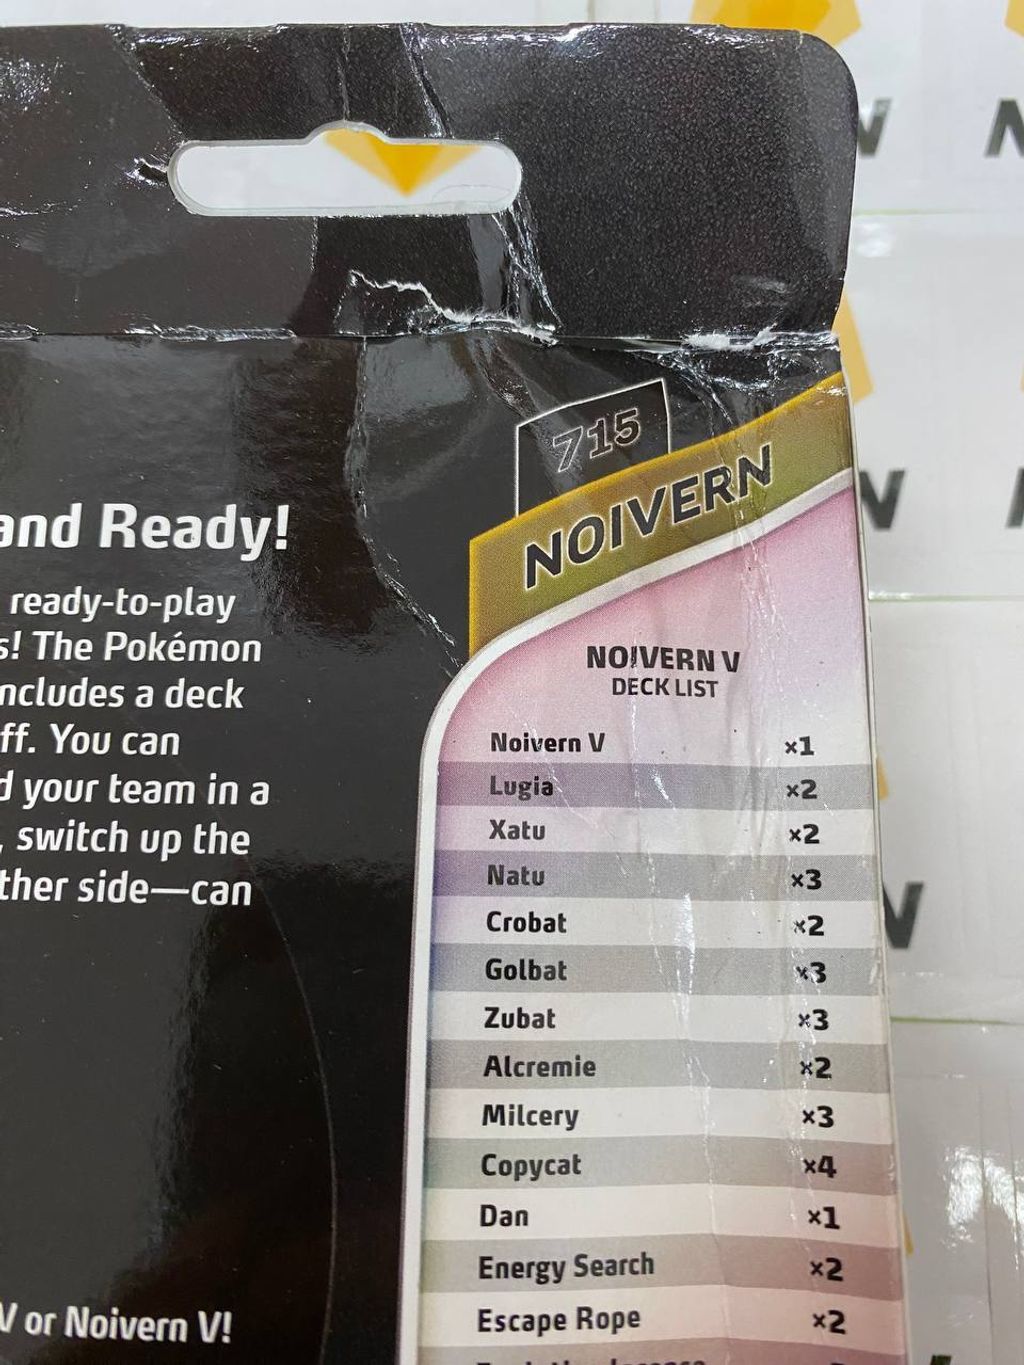 715
NOIVERN
and Ready!
ready-to-play
s! The Pokémon
ncludes a deck
ff. You can
d your team in a
, switch up the
ther side—can
V or Noivern V!
NOIVERN V
DECK LIST
Noivern V ×1
Lugia ×2
Xatu ×2
Natu ×3
Crobat ×2
Golbat ×3
Zubat ×3
Alcremie ×2
Milcery ×3
Copycat ×4
Dan ×1
Energy Search ×2
Escape Rope ×2